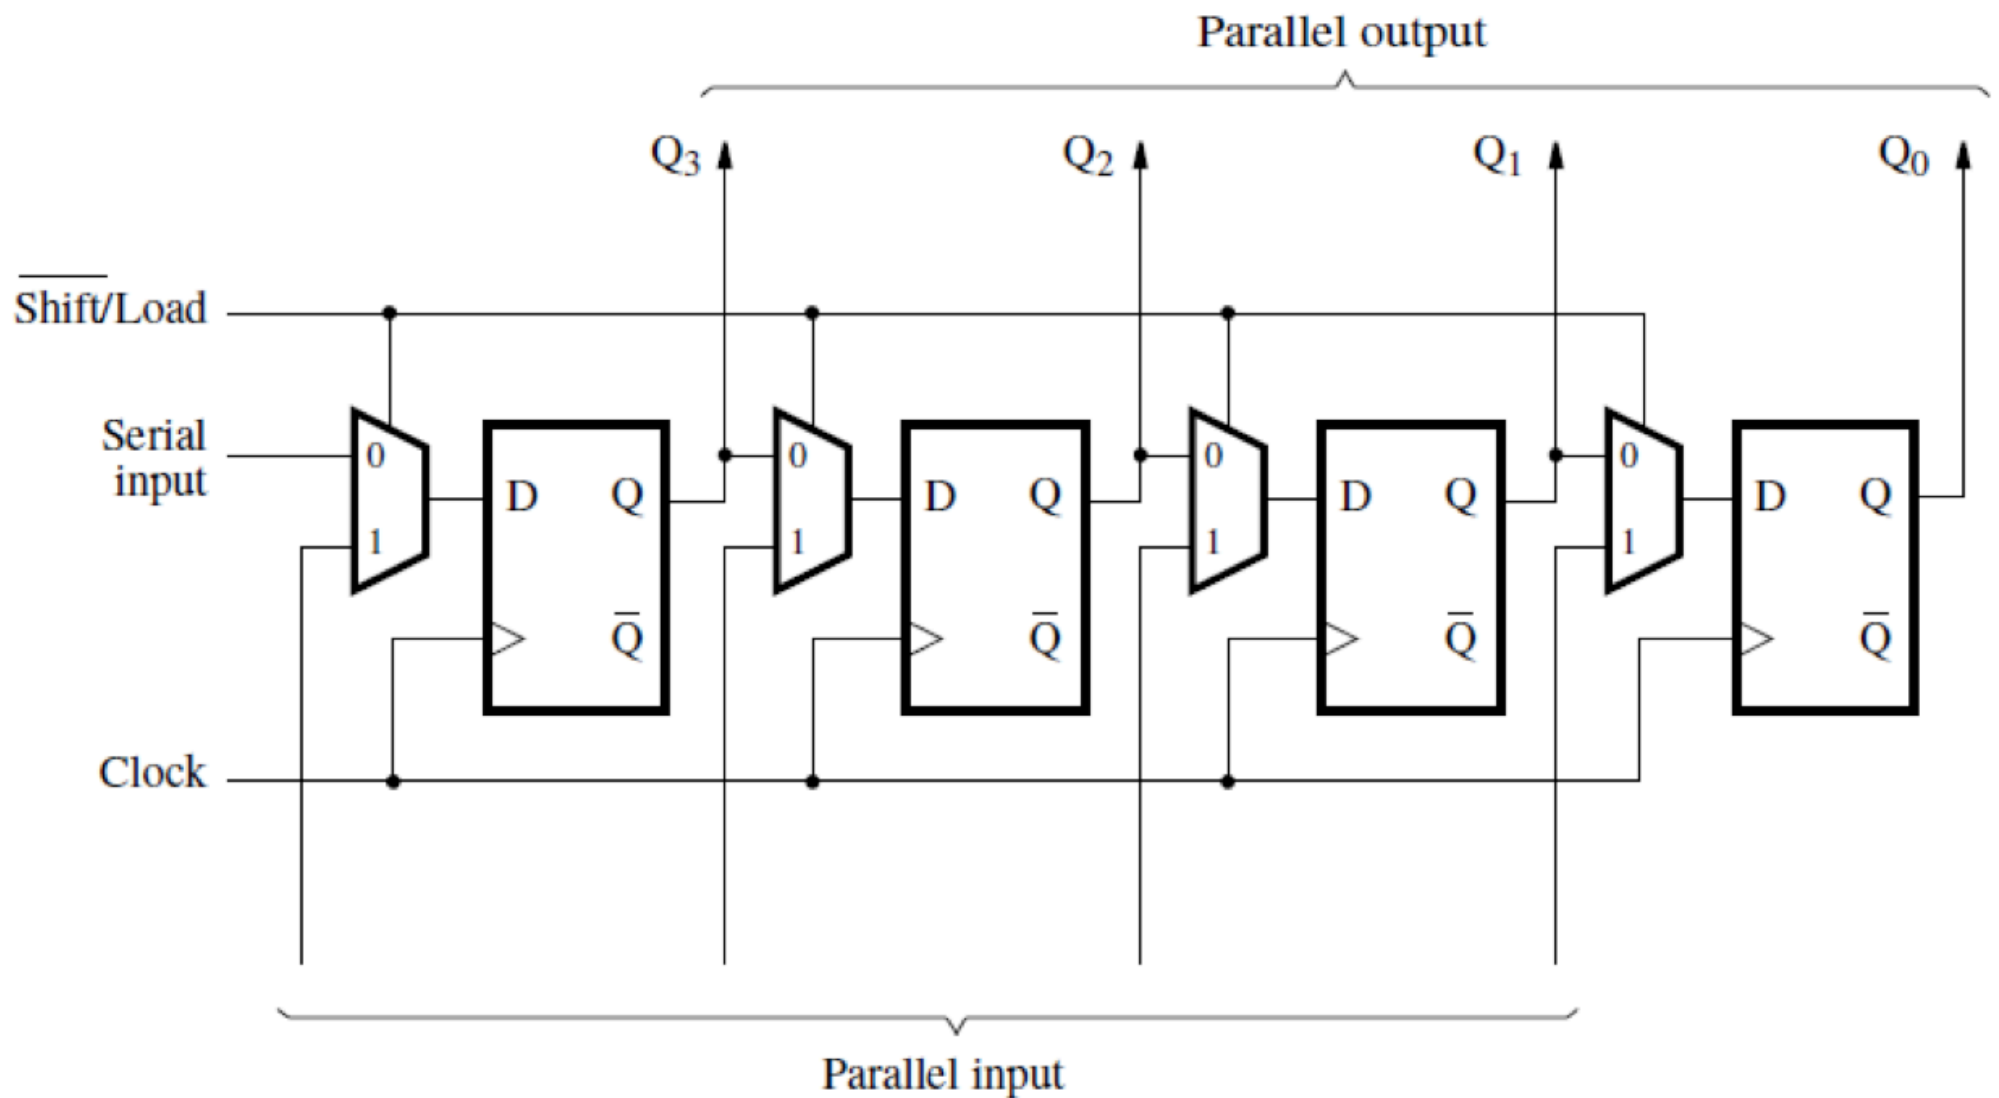 Parallel output
Q3 Q2 Q1 Q0
S̅h̅i̅f̅t̅/Load
Serial
input
0 0 0 0
D Q D Q D Q D Q
1 1 1 1
Q̅ Q̅ Q̅ Q̅
Clock
Parallel input